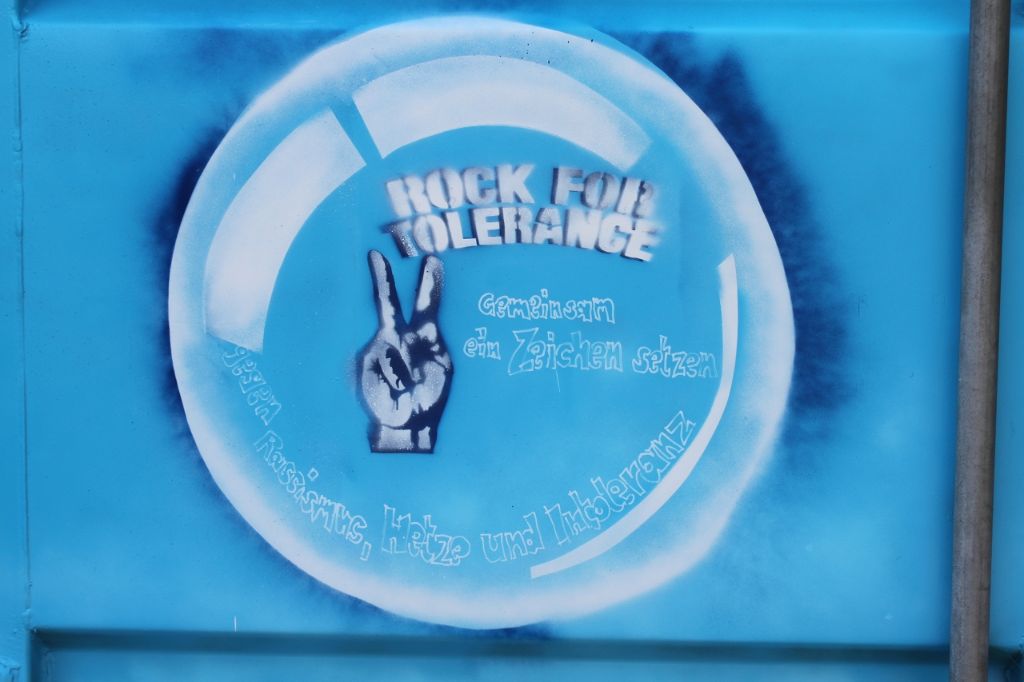 ROCK FOR
TOLERANCE
Gemeinsam
ein Zeichen setzen
gegen Rassismus, Hetze und Intoleranz